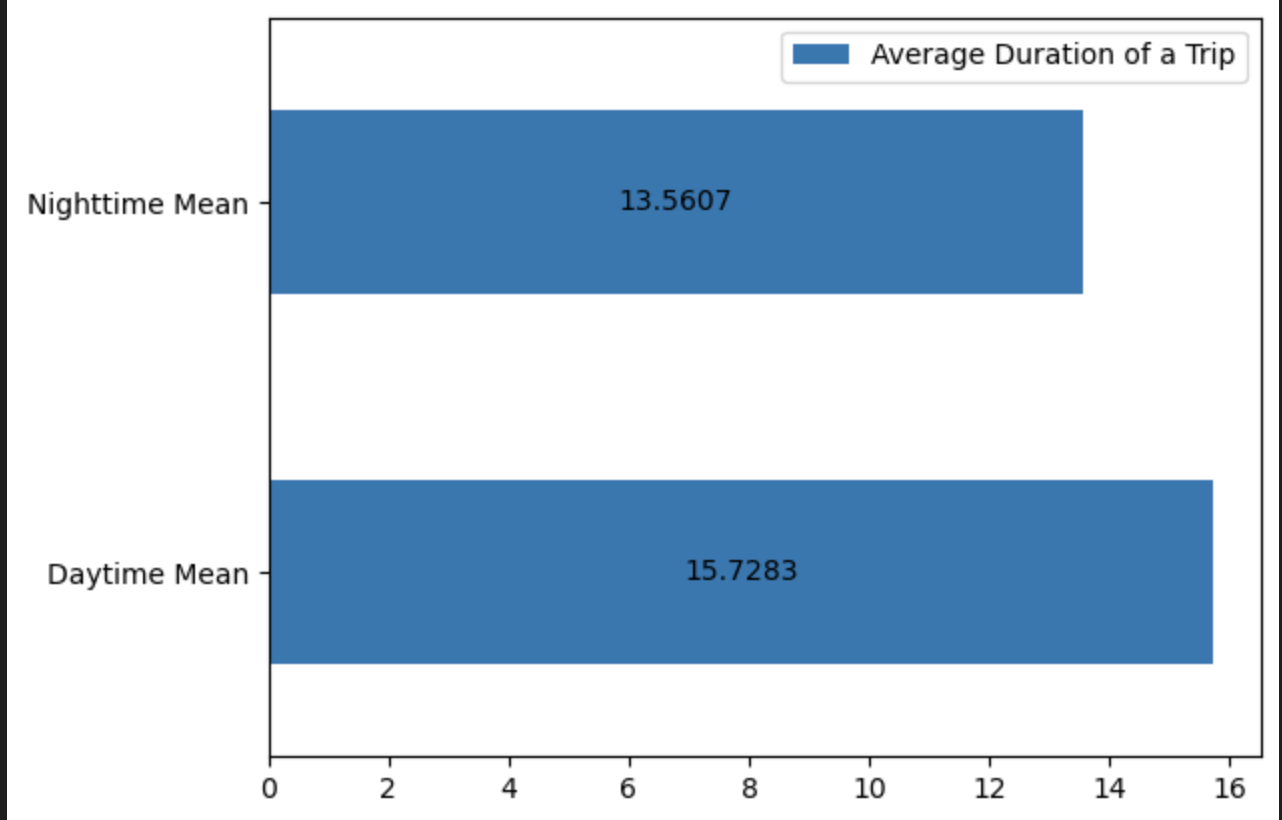 Average Duration of a Trip
Nighttime Mean
13.5607
Daytime Mean
15.7283
0 2 4 6 8 10 12 14 16